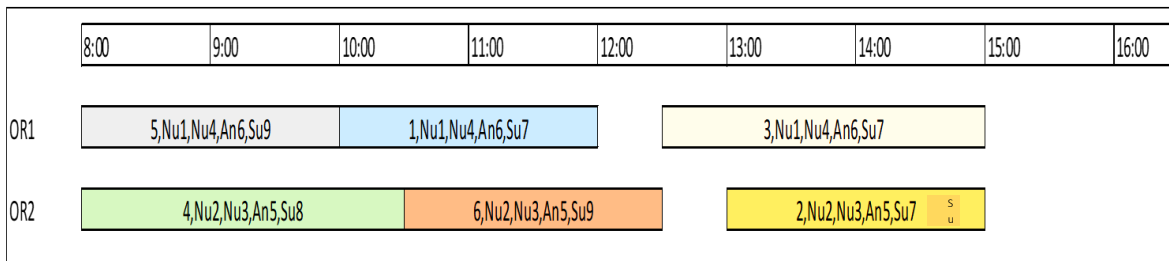 8:00 9:00 10:00 11:00 12:00 13:00 14:00 15:00 16:00
OR1 5,Nu1,Nu4,An6,Su9 1,Nu1,Nu4,An6,Su7 3,Nu1,Nu4,An6,Su7
OR2 4,Nu2,Nu3,An5,Su8 6,Nu2,Nu3,An5,Su9 2,Nu2,Nu3,An5,Su7 s
u